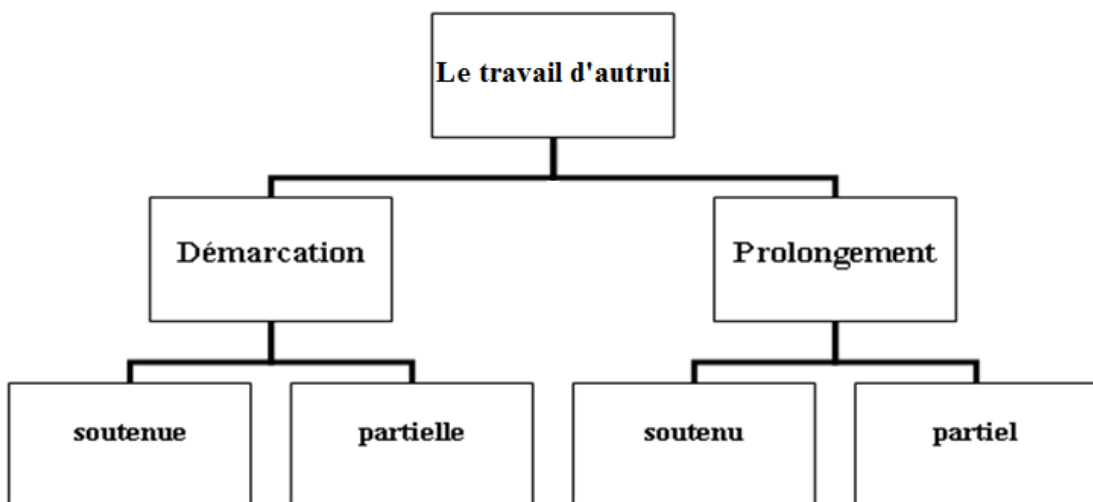 Le travail d'autrui
Démarcation
Prolongement
soutenue
partielle
soutenu
partiel